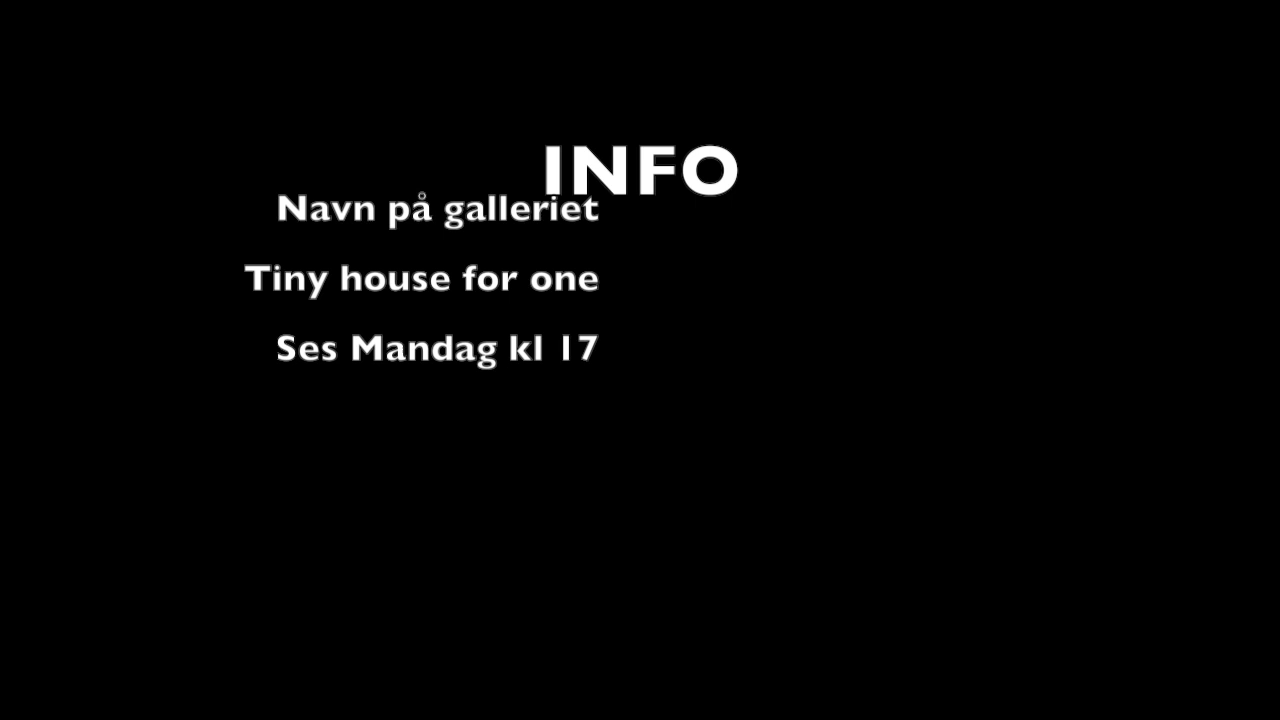 INFO
Navn på galleriet
Tiny house for one
Ses Mandag kl 17